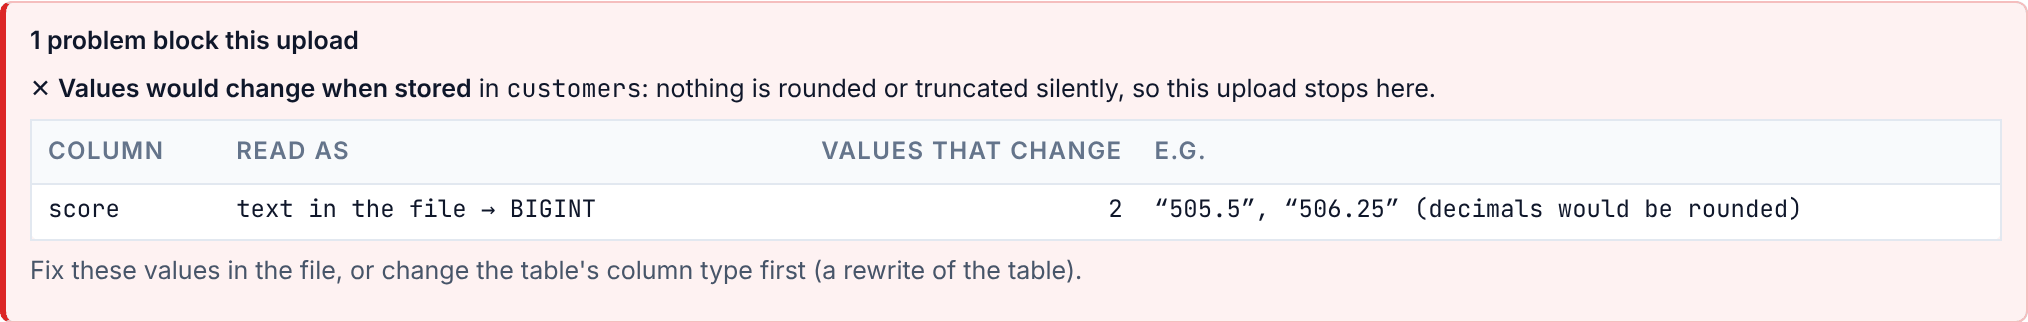 1 problem block this upload
✕ Values would change when stored in customers: nothing is rounded or truncated silently, so this upload stops here.
COLUMN READ AS VALUES THAT CHANGE E.G.
score text in the file → BIGINT 2 “505.5”, “506.25” (decimals would be rounded)
Fix these values in the file, or change the table's column type first (a rewrite of the table).